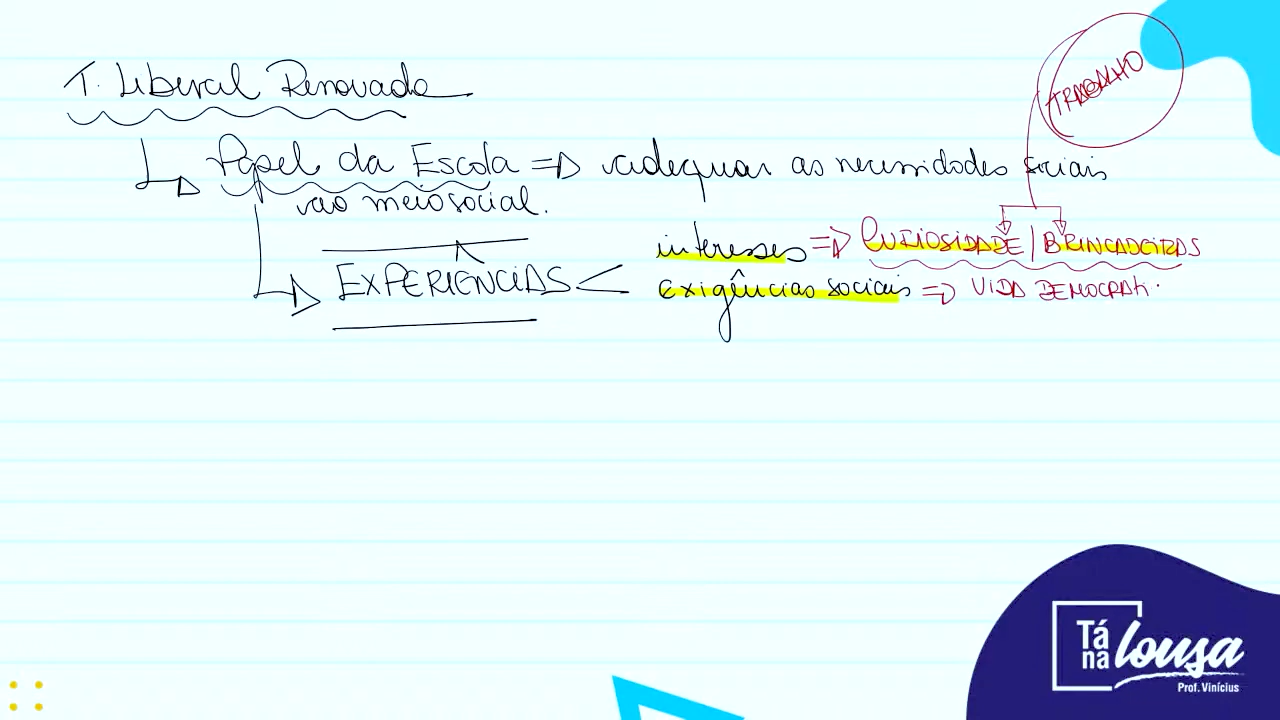 T. Liberal Renovada
TRABALHO
Papel da Escola => adequar as necessidades sociais
ao meio social.
interesses => CURIOSIDADE | BRINCADEIRAS
EXPERIENCIAS <
exigências sociais => VIDA DEMOCRAT.
Tá
na lousa
Prof. Vinícius